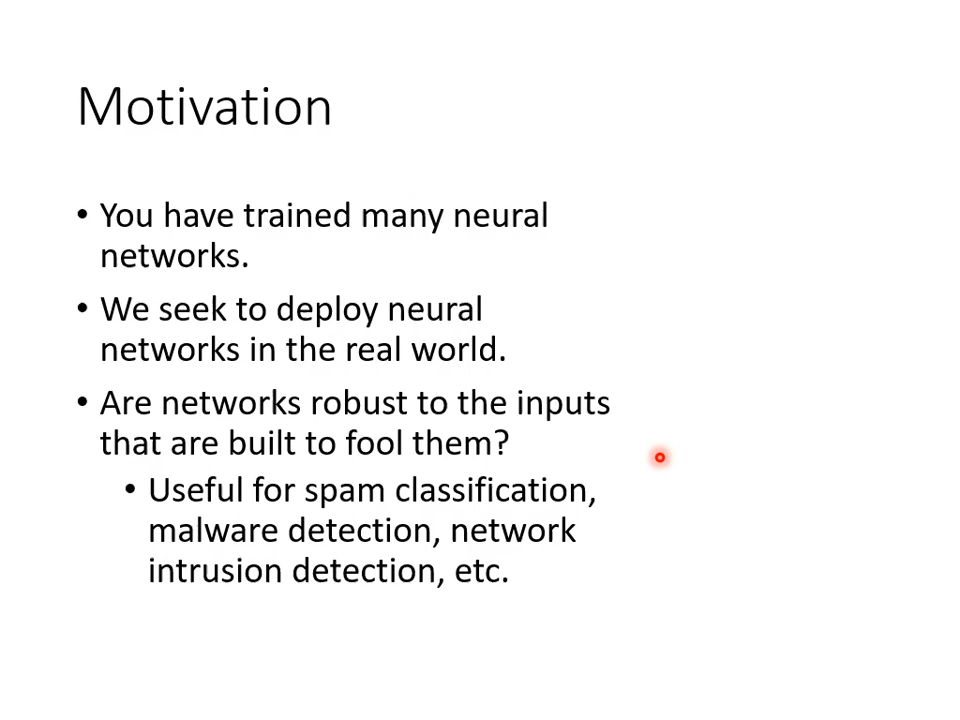 Motivation
• You have trained many neural
networks.
• We seek to deploy neural
networks in the real world.
• Are networks robust to the inputs
that are built to fool them?
• Useful for spam classification,
malware detection, network
intrusion detection, etc.